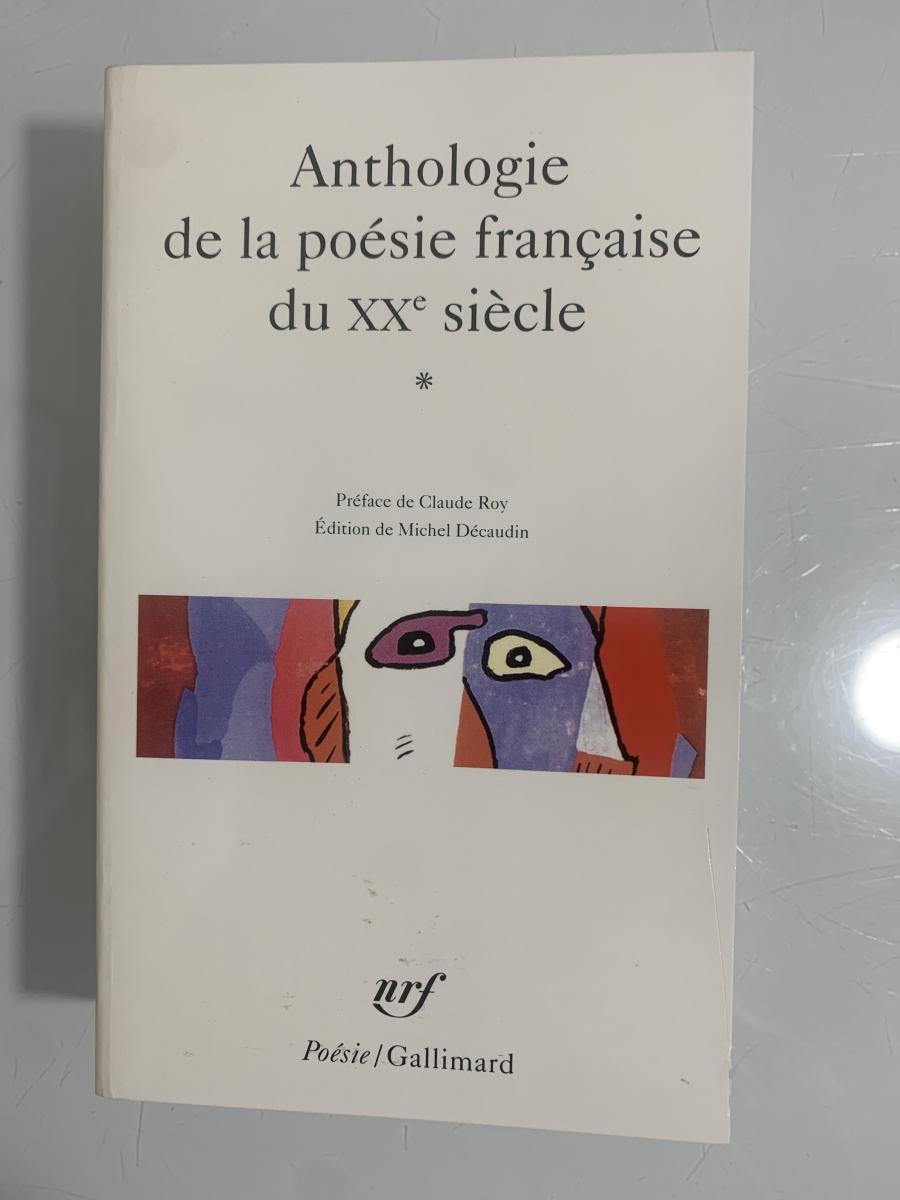 Anthologie
de la poésie française
du XXe siècle
*
Préface de Claude Roy
Édition de Michel Décaudin
nrf
Poésie/Gallimard